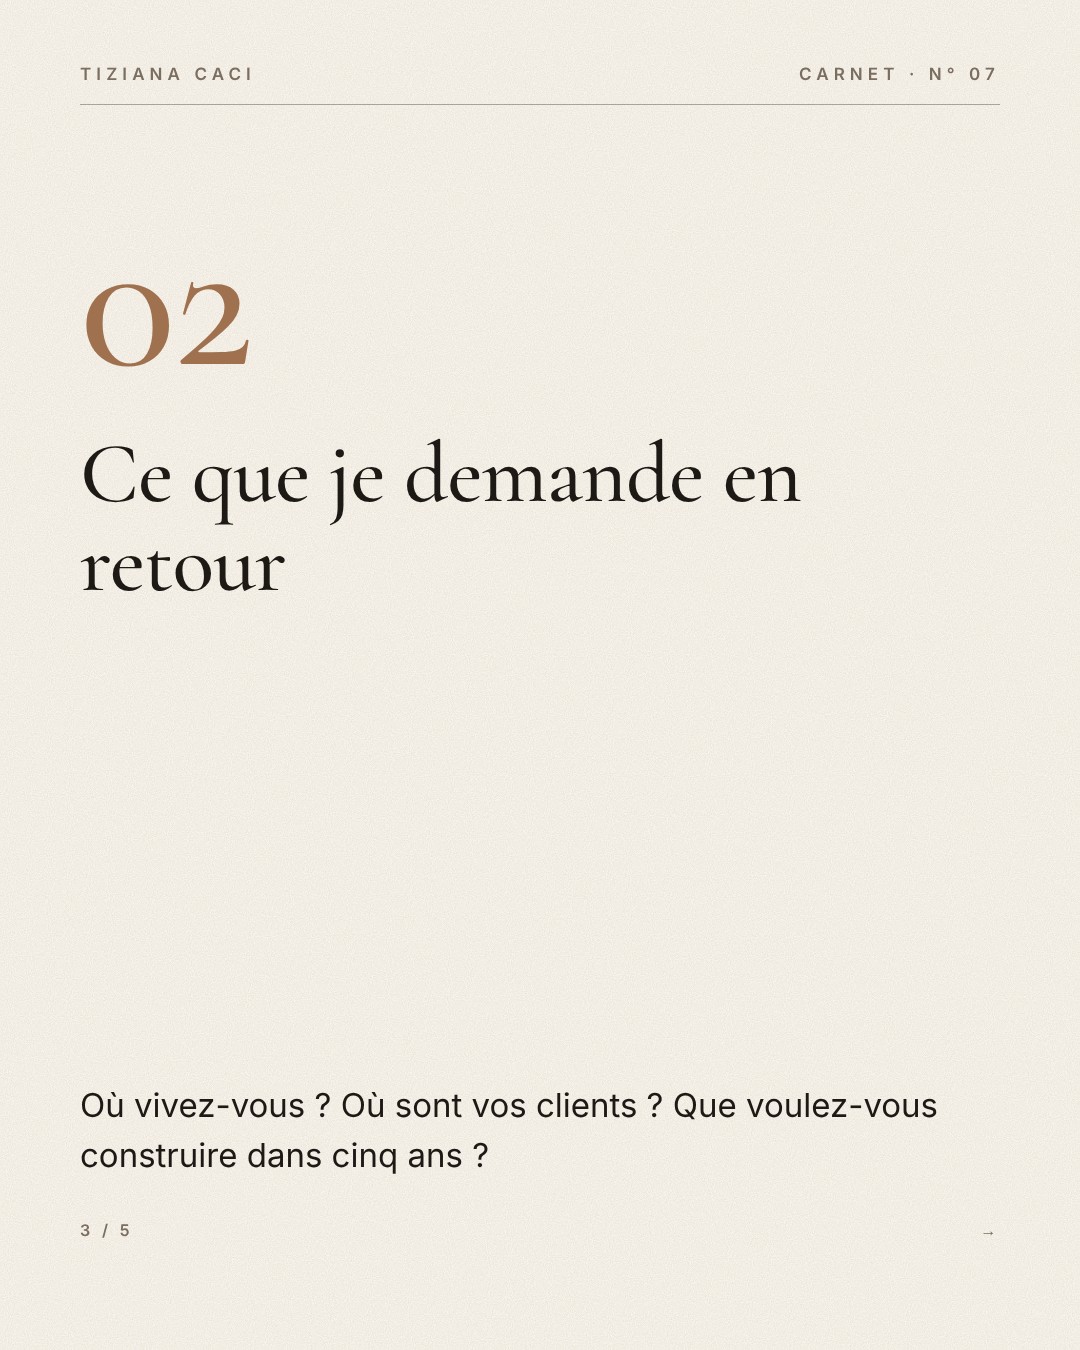 TIZIANA CACI
CARNET · N° 07
02
Ce que je demande en
retour
Où vivez-vous ? Où sont vos clients ? Que voulez-vous
construire dans cinq ans ?
3 / 5
→